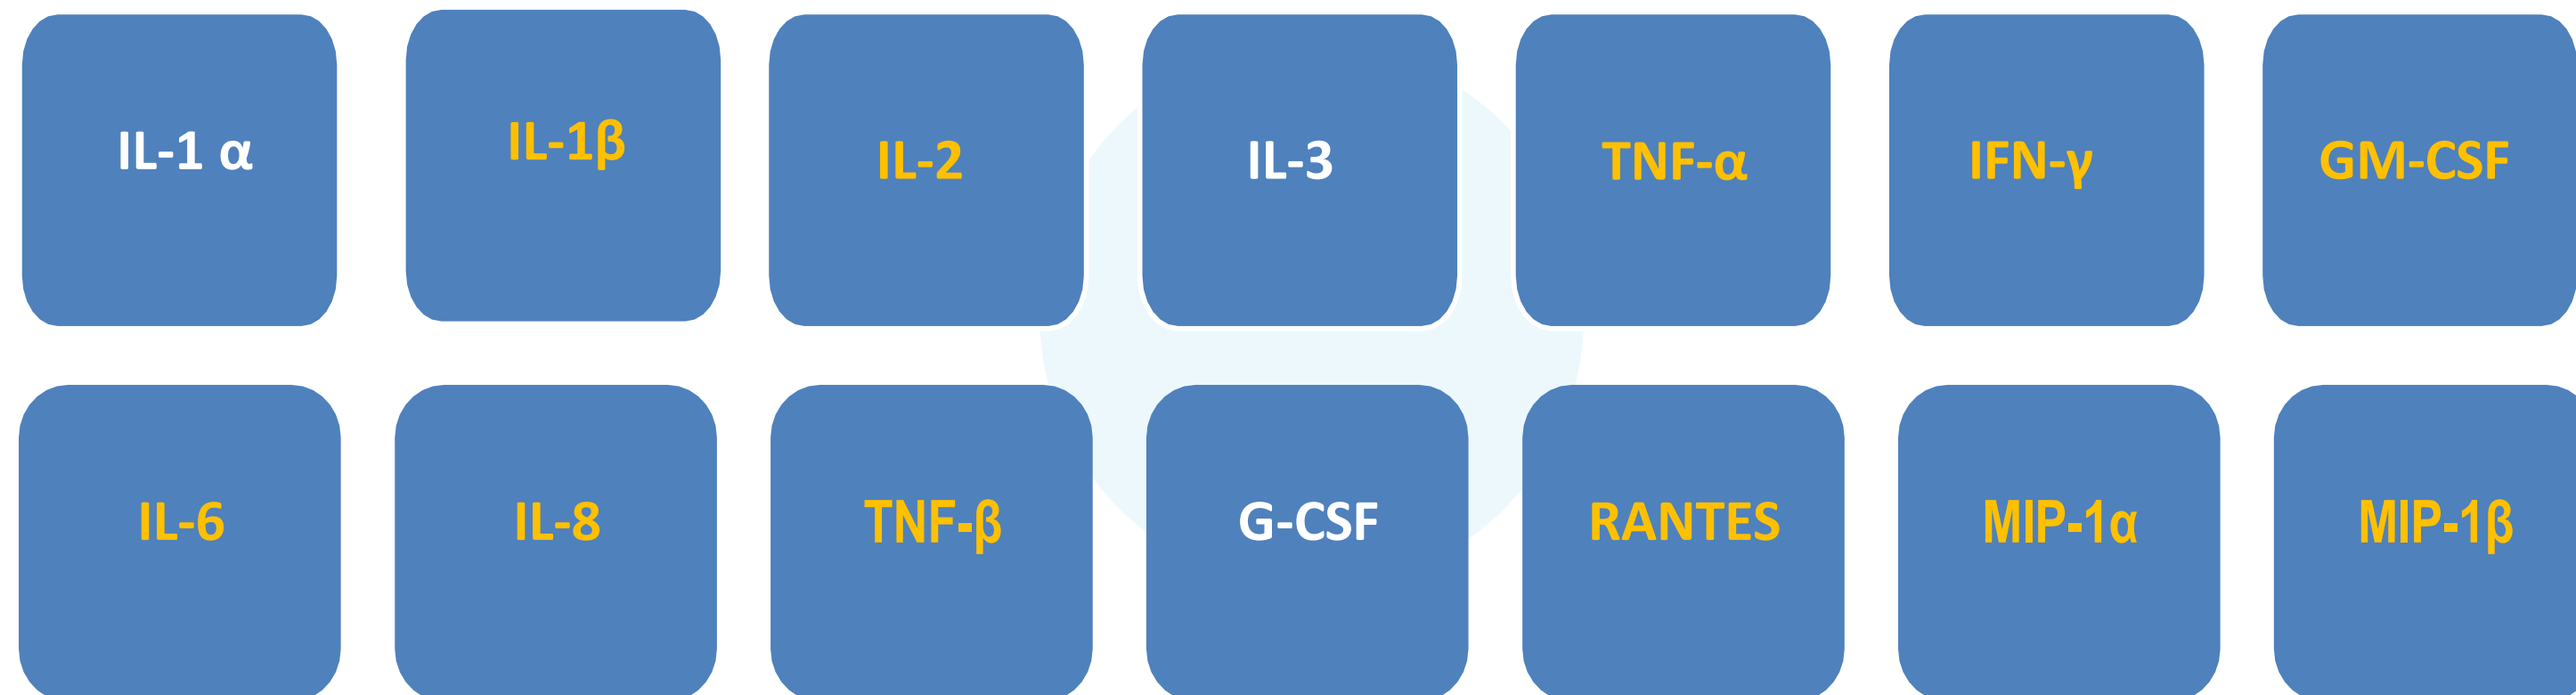 IL-1 α
IL-1β
IL-2
IL-3
TNF-α
IFN-γ
GM-CSF
IL-6
IL-8
TNF-β
G-CSF
RANTES
MIP-1α
MIP-1β